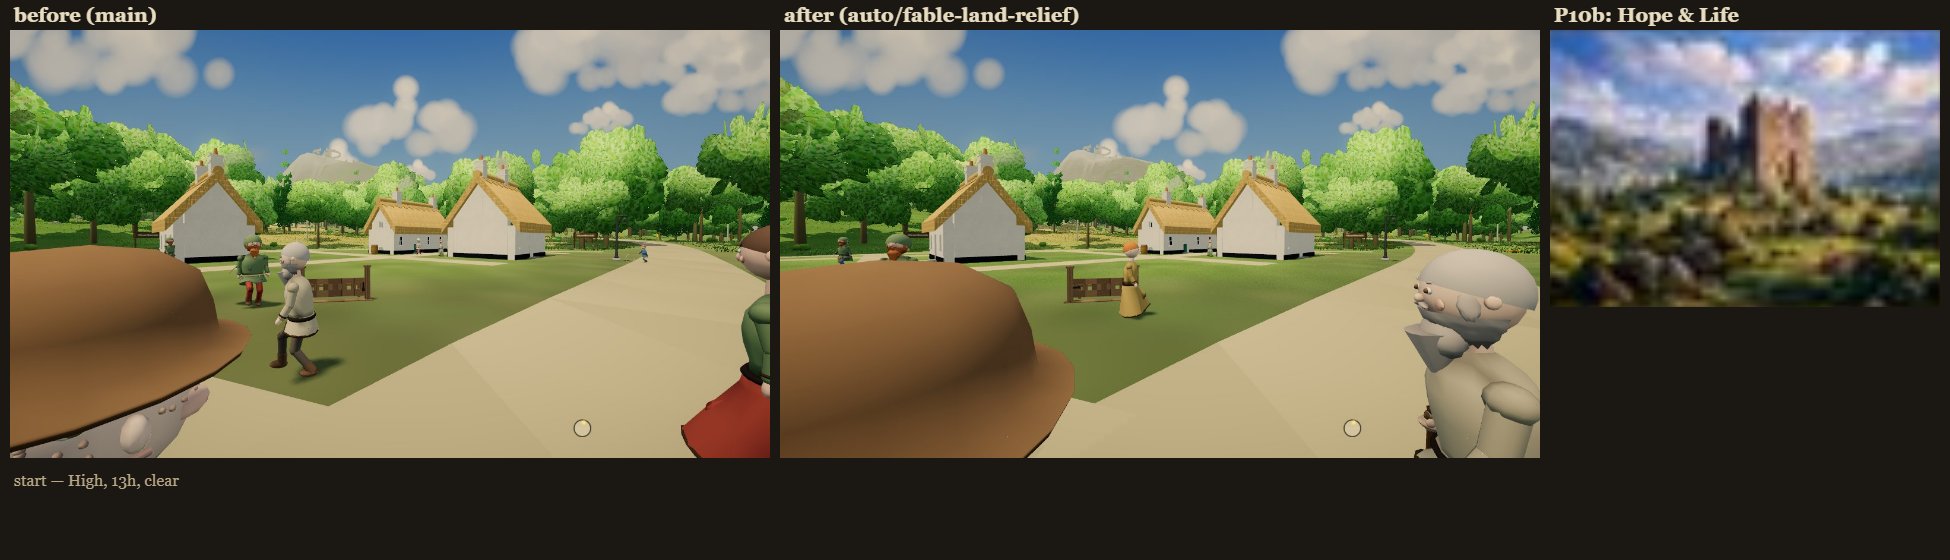 before (main)
after (auto/fable-land-relief)
P10b: Hope & Life
start — High, 13h, clear